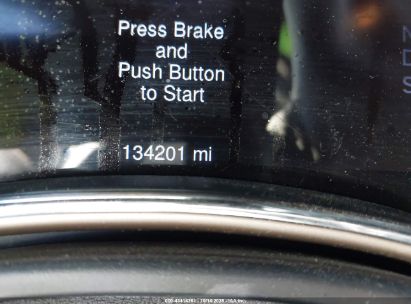 Press Brake
and
Push Button
to Start
134201 mi
N
D
S